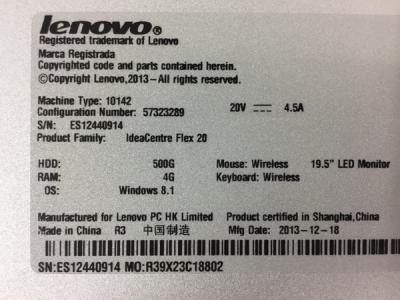 lenovo®
Registered trademark of Lenovo
Marca Registrada
Copyrighted code and parts contained herein.
©Copyright Lenovo,2013–All rights reserved.
Machine Type: 10142
Configuration Number: 57323289 20V ⎓ 4.5A
S/N: ES12440914
Product Family: IdeaCentre Flex 20
HDD: 500G Mouse: Wireless 19.5" LED Monitor
RAM: 4G Keyboard: Wireless
OS: Windows 8.1
Manufactured for Lenovo PC HK Limited Product certified in Shanghai,China
Made in China R3 中国制造 Mfg Date: 2013-12-18
SN:ES12440914 MO:R39X23C18802